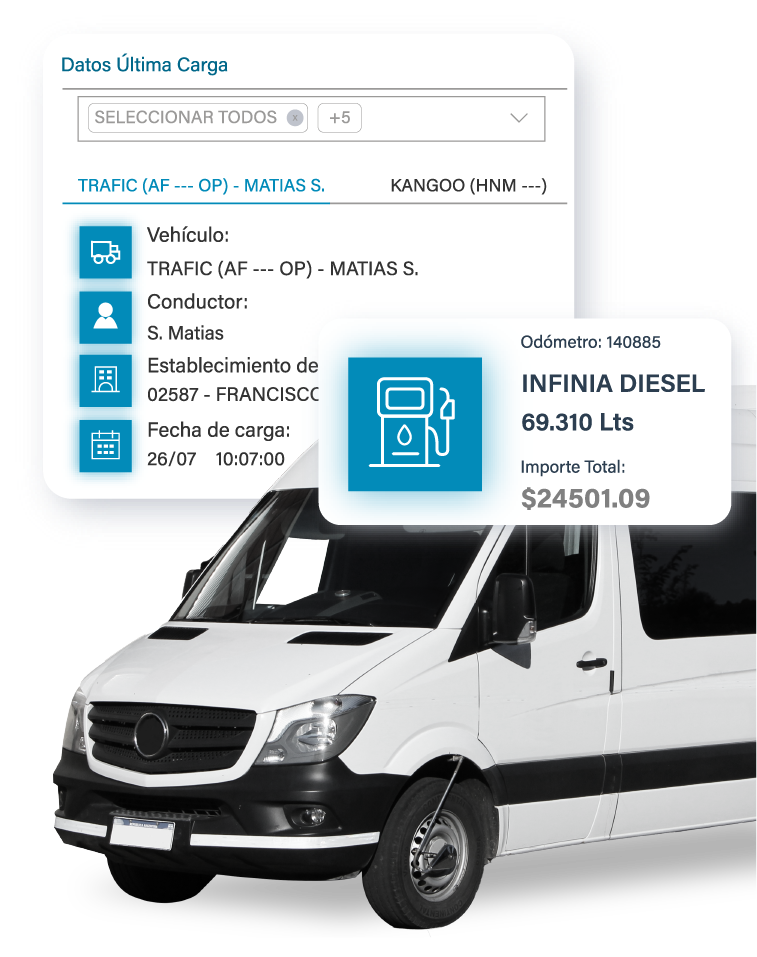 Datos Última Carga
SELECCIONAR TODOS x +5
TRAFIC (AF --- OP) - MATIAS S. KANGOO (HNM ---)
Vehículo:
TRAFIC (AF --- OP) - MATIAS S.
Conductor:
S. Matias
Establecimiento de
02587 - FRANCISCO
Fecha de carga:
26/07 10:07:00
Odómetro: 140885
INFINIA DIESEL
69.310 Lts
Importe Total:
$24501.09